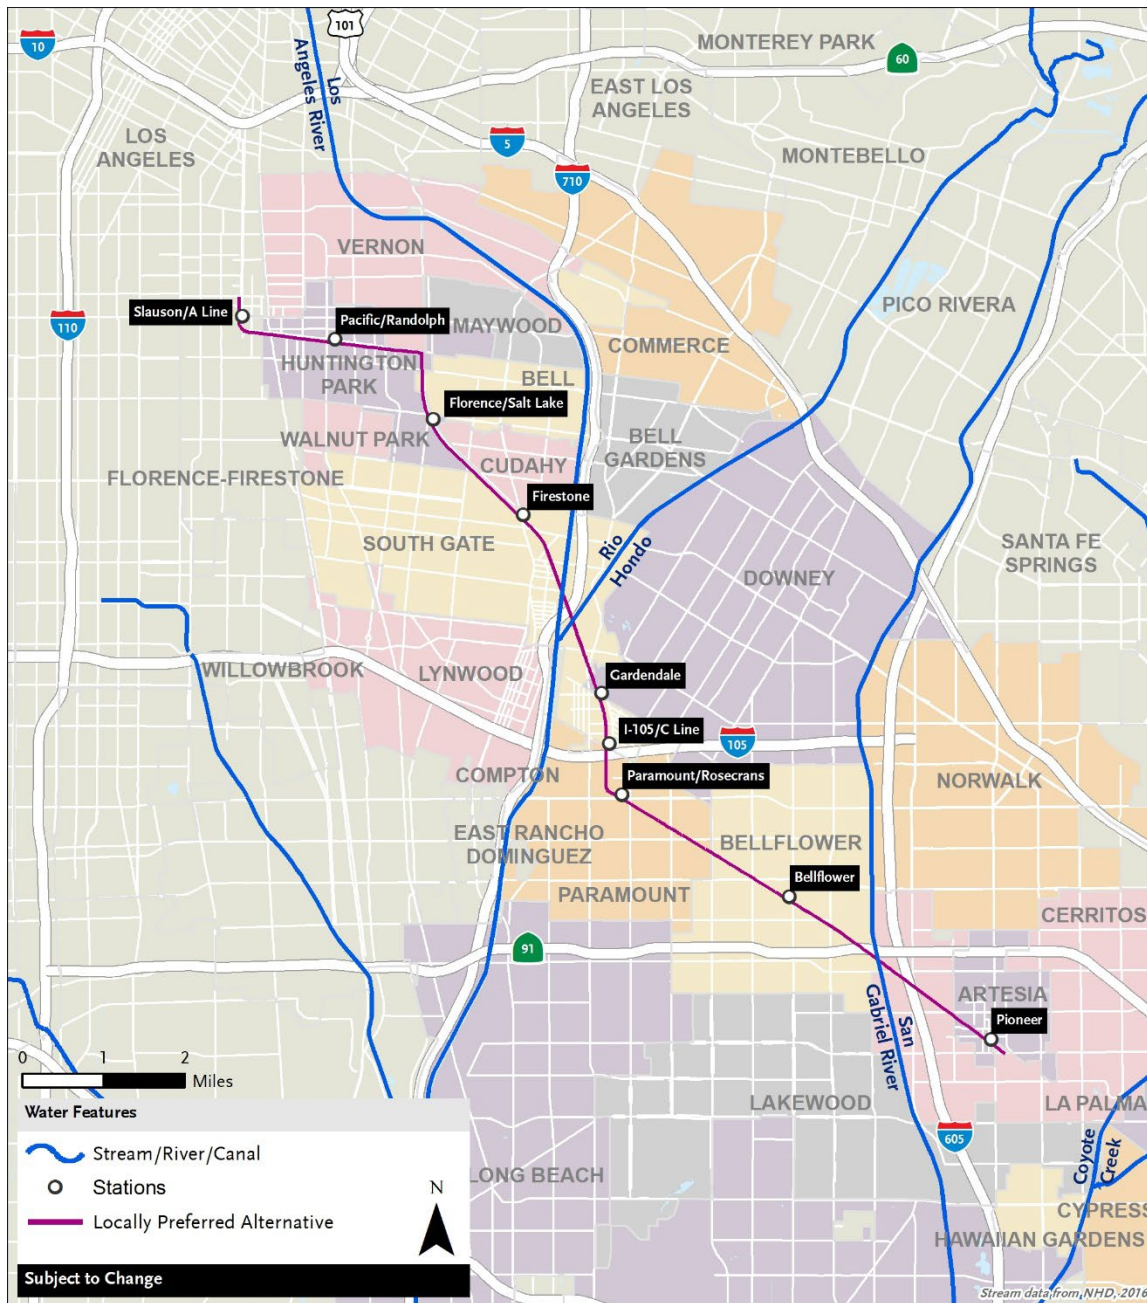 10
101
Los
Angeles River
MONTEREY PARK
60
EAST LOS
ANGELES
LOS
ANGELES
5
MONTEBELLO
710
VERNON
PICO RIVERA
Slauson/A Line
110
Pacific/Randolph
MAYWOOD
COMMERCE
HUNTINGTON
PARK
BELL
Florence/Salt Lake
WALNUT PARK
BELL
GARDENS
CUDAHY
FLORENCE-FIRESTONE
Firestone
SOUTH GATE
Rio
Hondo
SANTA FE
SPRINGS
DOWNEY
WILLOWBROOK
LYNWOOD
Gardendale
I-105/C Line
105
COMPTON
Paramount/Rosecrans
NORWALK
EAST RANCHO
DOMINGUEZ
BELLFLOWER
Bellflower
PARAMOUNT
CERRITOS
91
San
Gabriel River
ARTESIA
Pioneer
0 1 2
Miles
LAKEWOOD
LA PALMA
605
Coyote
Creek
LONG BEACH
CYPRESS
HAWAIIAN GARDENS
Water Features
Stream/River/Canal
Stations
Locally Preferred Alternative
N
Subject to Change
Stream data from NHD, 2016